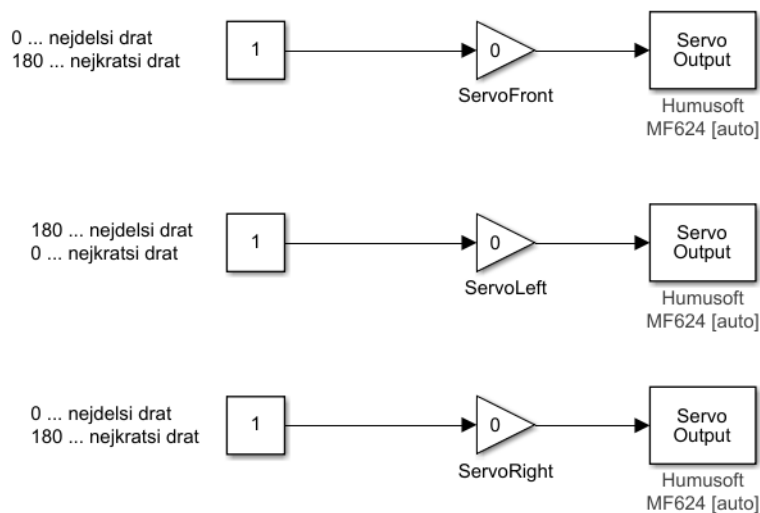 0 ... nejdelsi drat
180 ... nejkratsi drat
1
0
ServoFront
Servo
Output
Humusoft
MF624 [auto]
180 ... nejdelsi drat
0 ... nejkratsi drat
1
0
ServoLeft
Servo
Output
Humusoft
MF624 [auto]
0 ... nejdelsi drat
180 ... nejkratsi drat
1
0
ServoRight
Servo
Output
Humusoft
MF624 [auto]